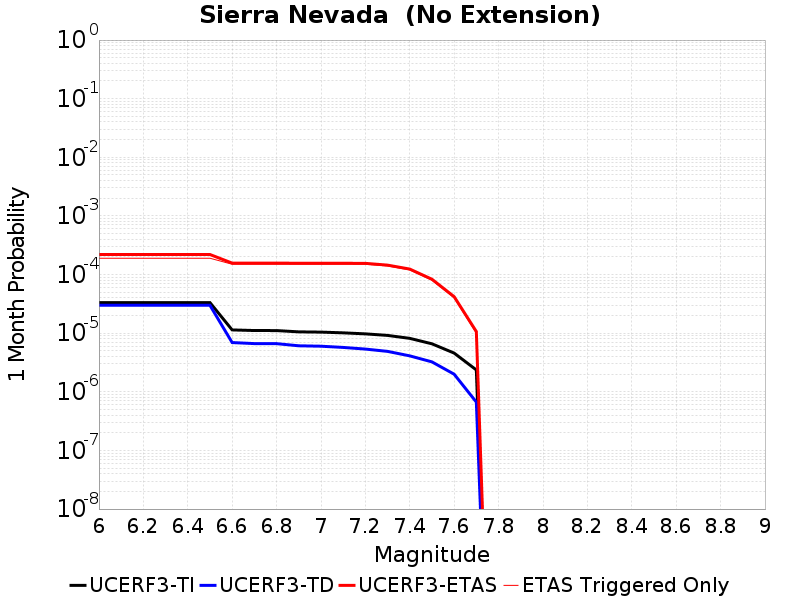 Sierra Nevada  (No Extension)
10^0
10^-1
10^-2
10^-3
10^-4
10^-5
10^-6
10^-7
10^-8
1 Month Probability
6 6.2 6.4 6.6 6.8 7 7.2 7.4 7.6 7.8 8 8.2 8.4 8.6 8.8 9
Magnitude
UCERF3-TI UCERF3-TD UCERF3-ETAS ETAS Triggered Only